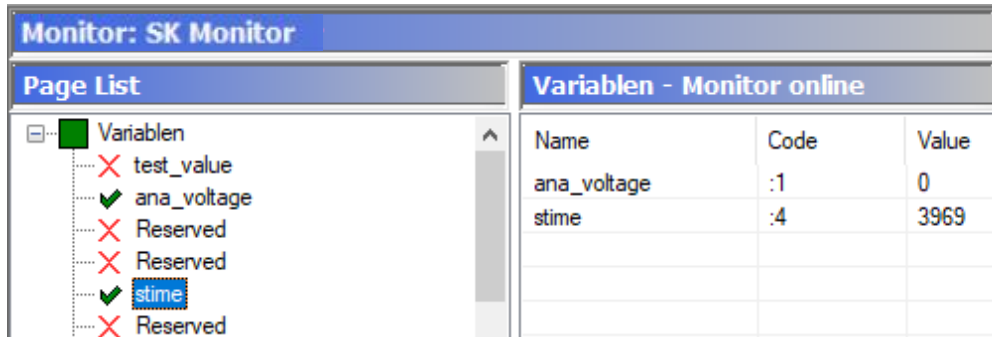 Monitor: SK Monitor
Page List
Variablen
test_value
ana_voltage
Reserved
Reserved
stime
Reserved
Variablen - Monitor online
Name Code Value
ana_voltage :1 0
stime :4 3969